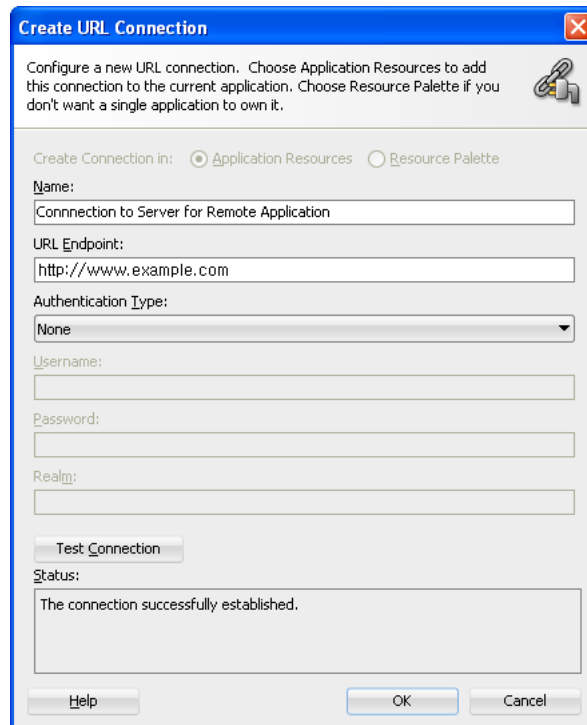 Create URL Connection
Configure a new URL connection. Choose Application Resources to add
this connection to the current application. Choose Resource Palette if you
don't want a single application to own it.
Create Connection in: Application Resources Resource Palette
Name:
Connnection to Server for Remote Application
URL Endpoint:
http://www.example.com
Authentication Type:
None
Username:
Password:
Realm:
Test Connection
Status:
The connection successfully established.
Help OK Cancel